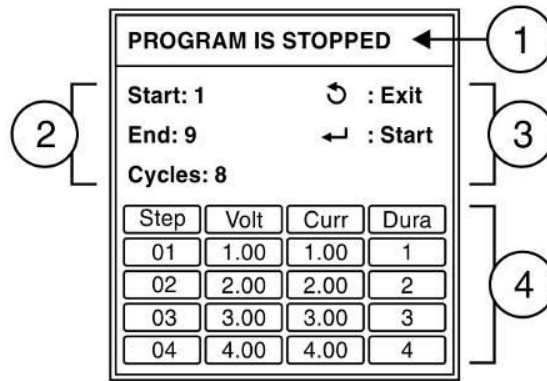 PROGRAM IS STOPPED
1
Start: 1 : Exit
2
End: 9 : Start
3
Cycles: 8
Step Volt Curr Dura
01 1.00 1.00 1
02 2.00 2.00 2
4
03 3.00 3.00 3
04 4.00 4.00 4